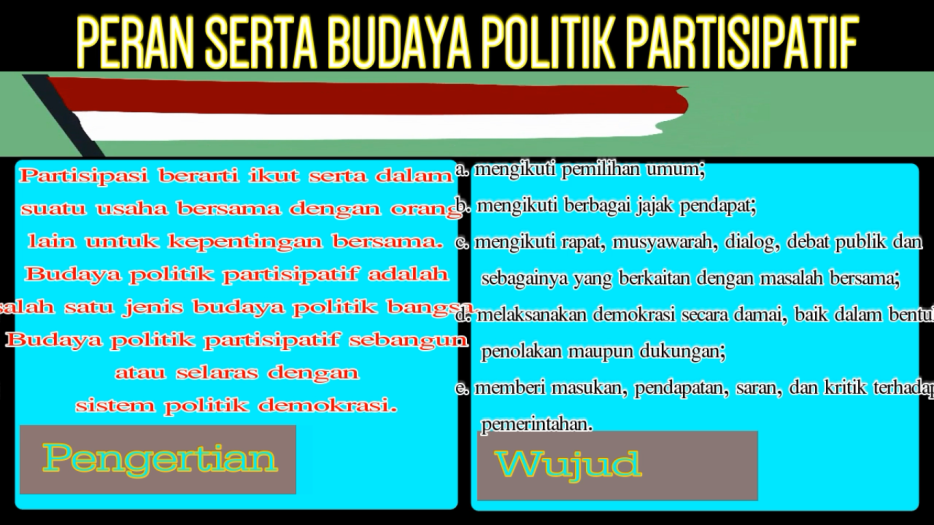 PERAN SERTA BUDAYA POLITIK PARTISIPATIF
Partisipasi berarti ikut serta dalam
suatu usaha bersama dengan orang
lain untuk kepentingan bersama.
Budaya politik partisipatif adalah
salah satu jenis budaya politik bangsa.
Budaya politik partisipatif sebangun
atau selaras dengan
sistem politik demokrasi.
Pengertian
a. mengikuti pemilihan umum;
b. mengikuti berbagai jajak pendapat;
c. mengikuti rapat, musyawarah, dialog, debat publik dan
sebagainya yang berkaitan dengan masalah bersama;
d. melaksanakan demokrasi secara damai, baik dalam bentu
penolakan maupun dukungan;
e. memberi masukan, pendapatan, saran, dan kritik terhadap
pemerintahan.
Wujud